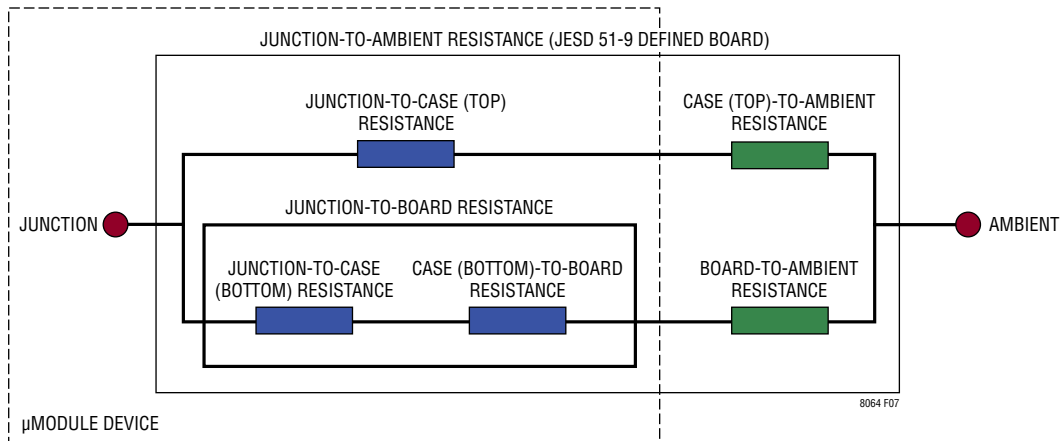 JUNCTION-TO-AMBIENT RESISTANCE (JESD 51-9 DEFINED BOARD)
JUNCTION-TO-CASE (TOP)
RESISTANCE
CASE (TOP)-TO-AMBIENT
RESISTANCE
JUNCTION
JUNCTION-TO-BOARD RESISTANCE
AMBIENT
JUNCTION-TO-CASE
(BOTTOM) RESISTANCE
CASE (BOTTOM)-TO-BOARD
RESISTANCE
BOARD-TO-AMBIENT
RESISTANCE
8064 F07
µMODULE DEVICE